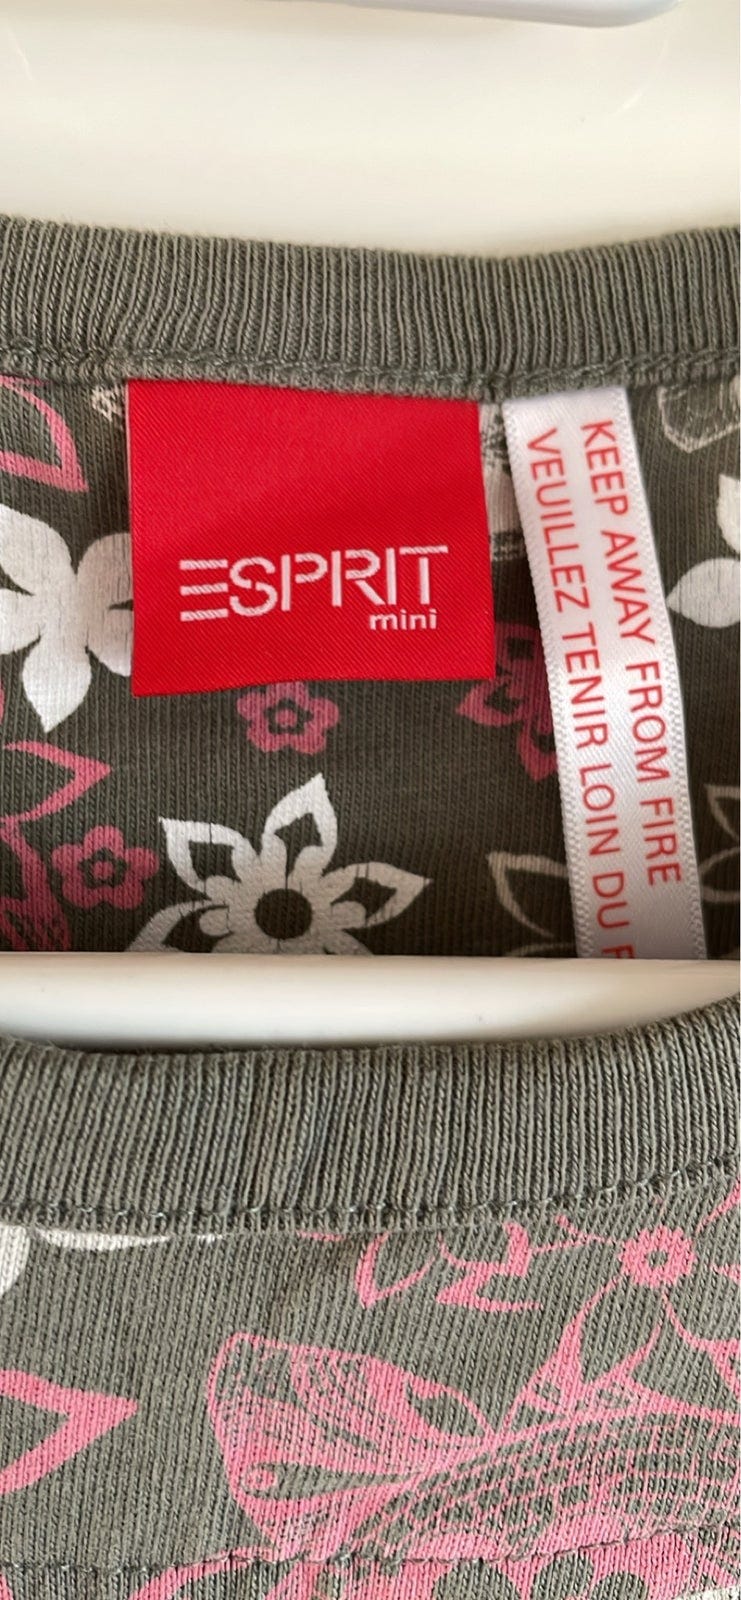 ESPRIT
mini
KEEP AWAY FROM FIRE
VEUILLEZ TENIR LOIN DU